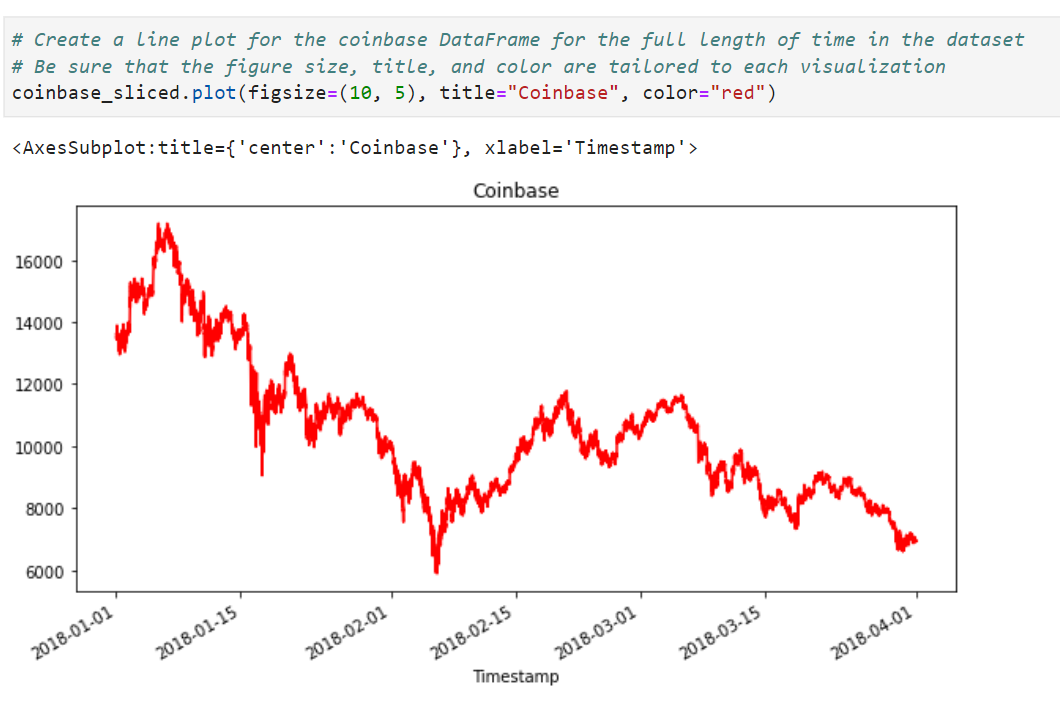 # Create a line plot for the coinbase DataFrame for the full length of time in the dataset
# Be sure that the figure size, title, and color are tailored to each visualization
coinbase_sliced.plot(figsize=(10, 5), title="Coinbase", color="red")
<AxesSubplot:title={'center':'Coinbase'}, xlabel='Timestamp'>
Coinbase
16000
14000
12000
10000
8000
6000
2018-01-01
2018-01-15
2018-02-01
2018-02-15
2018-03-01
2018-03-15
2018-04-01
Timestamp